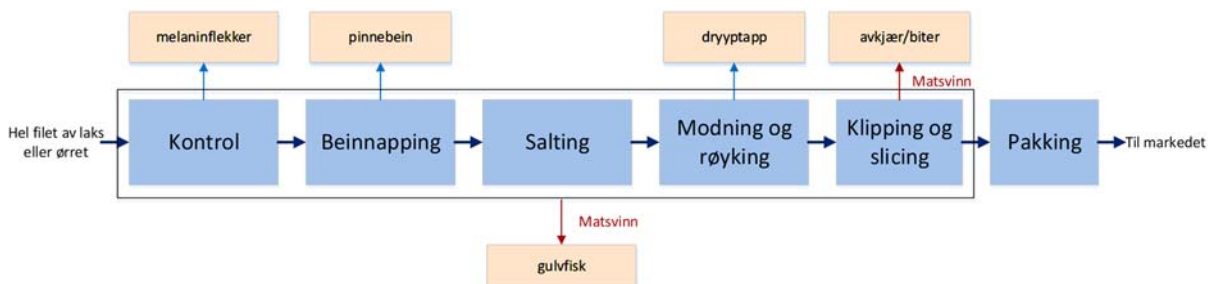 melaninflekker
pinnebein
dryyptapp
avkjær/biter
Matsvinn
Hel filet av laks
eller ørret
Kontrol
Beinnapping
Salting
Modning og
røyking
Klipping og
slicing
Pakking
Til markedet
Matsvinn
gulvfisk